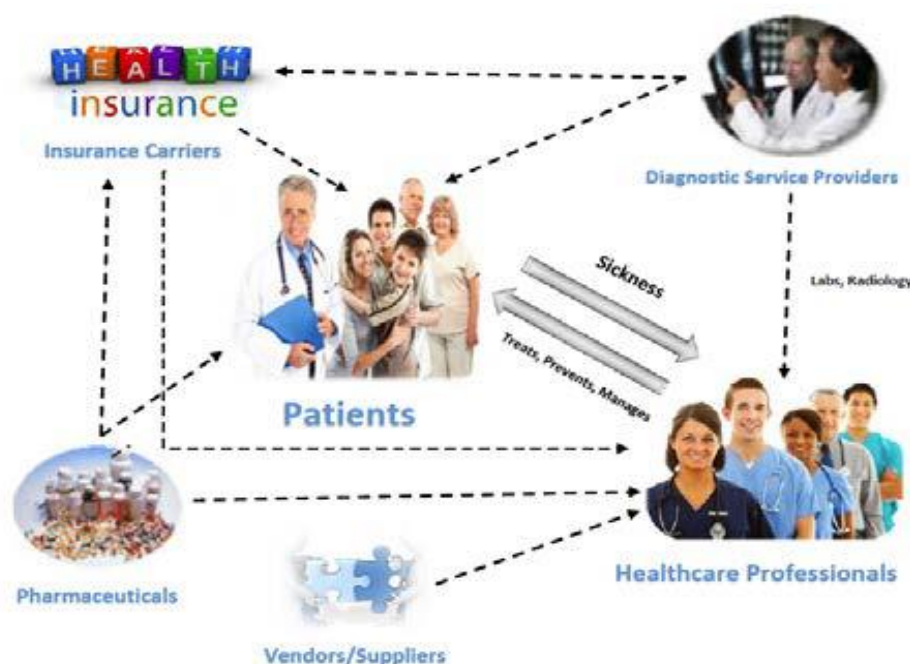 HEALTH
insurance
Insurance Carriers
Diagnostic Service Providers
Sickness
Labs, Radiology
Treats, Prevents, Manages
Patients
Pharmaceuticals
Healthcare Professionals
Vendors/Suppliers